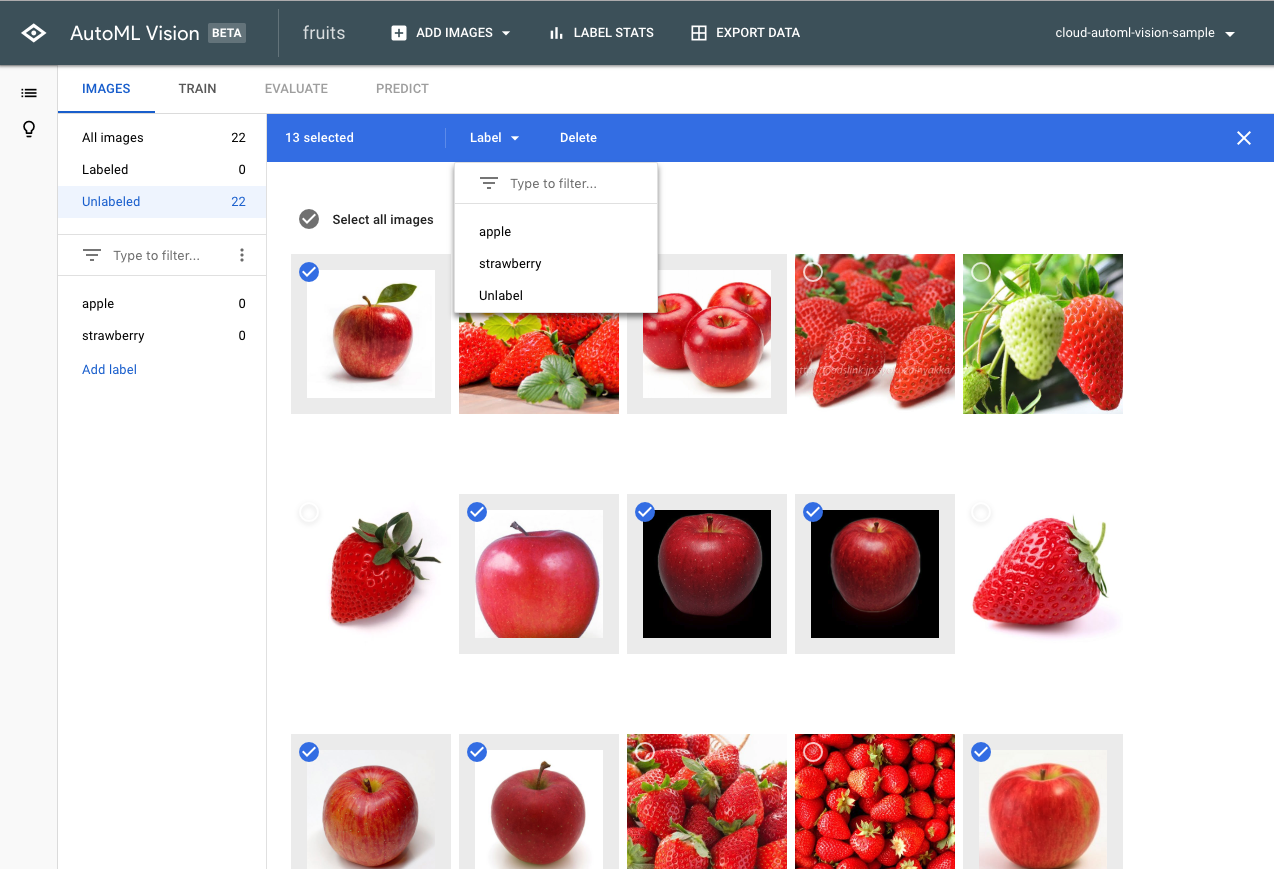 AutoML Vision BETA
fruits
ADD IMAGES
LABEL STATS
EXPORT DATA
cloud-automl-vision-sample
IMAGES
TRAIN
EVALUATE
PREDICT
All images 22
Labeled 0
Unlabeled 22
Type to filter...
apple 0
strawberry 0
Add label
13 selected
Label
Delete
Type to filter...
apple
strawberry
Unlabel
Select all images